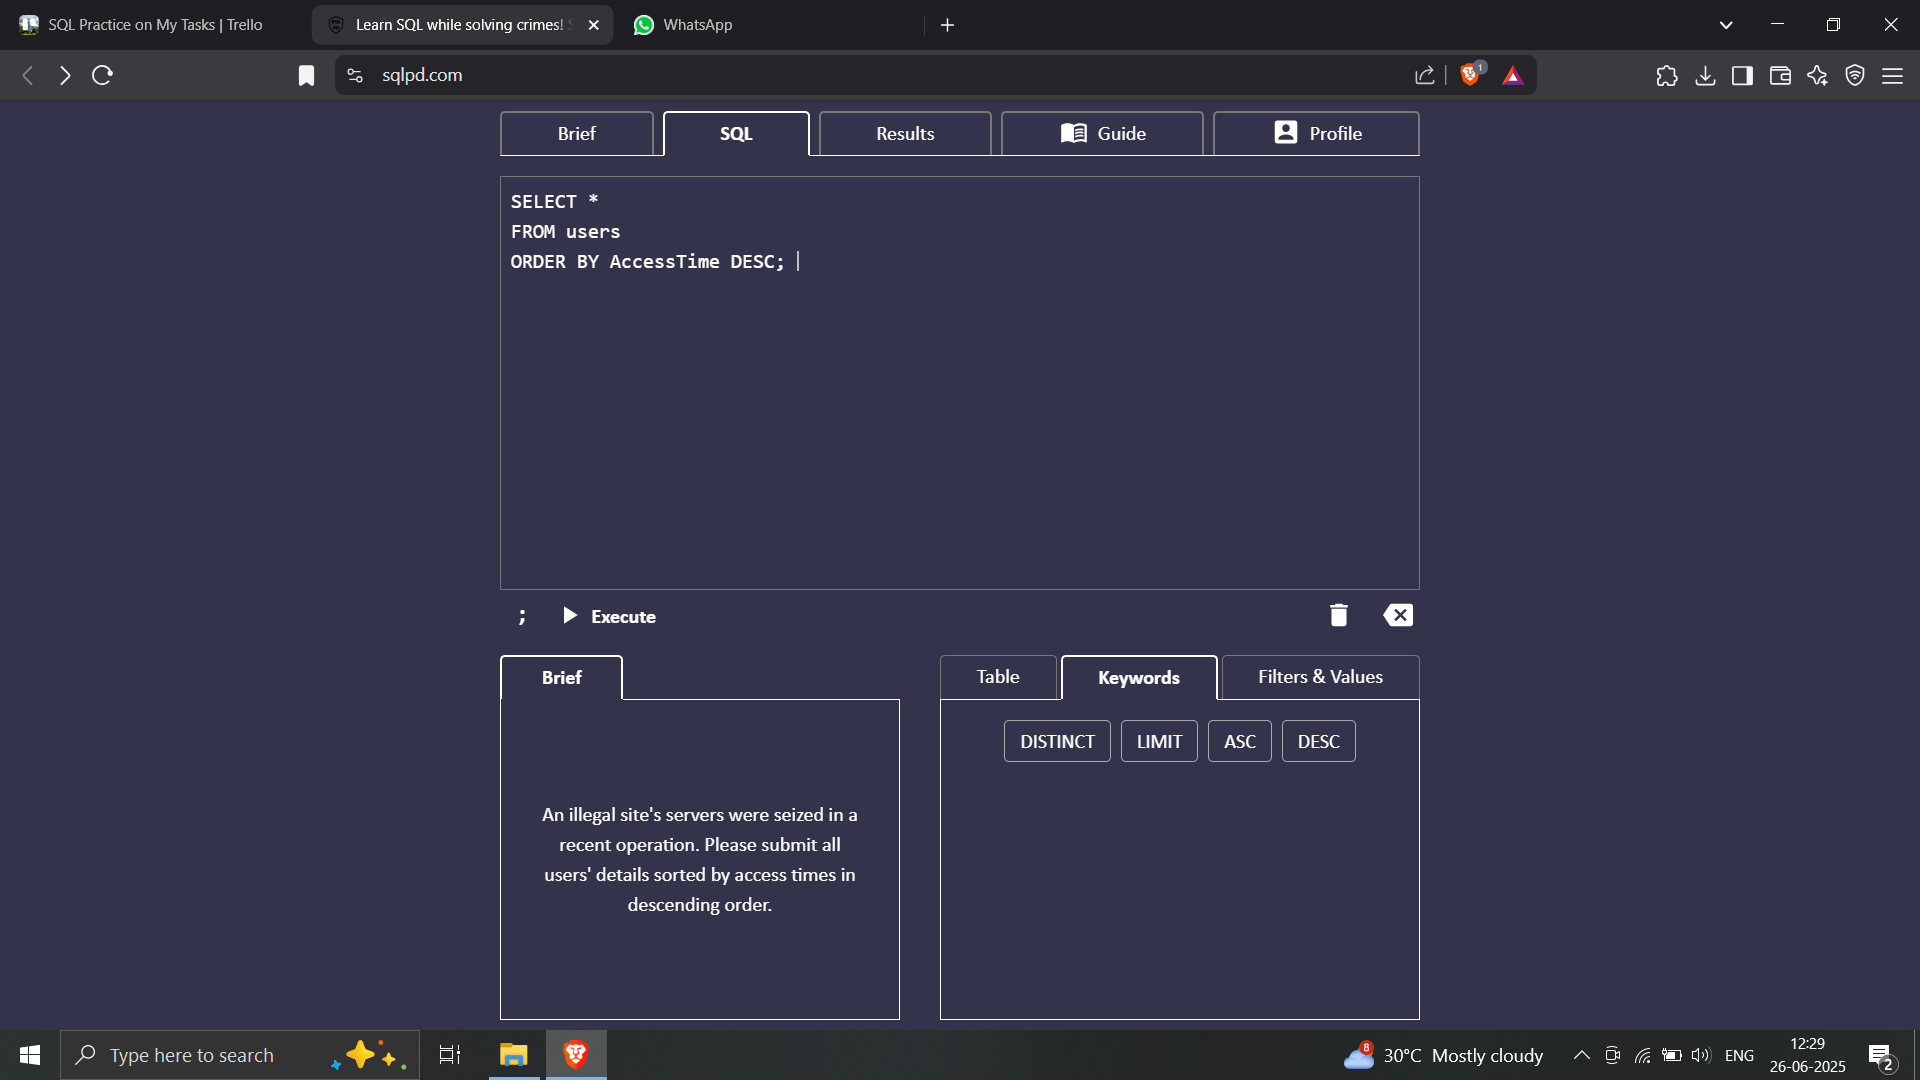 SQL Practice on My Tasks | Trello
Learn SQL while solving crimes!
WhatsApp
sqlpd.com
1
Brief
SQL
Results
Guide
Profile
SELECT *
FROM users
ORDER BY AccessTime DESC;
;
Execute
Brief
An illegal site's servers were seized in a
recent operation. Please submit all
users' details sorted by access times in
descending order.
Table
Keywords
Filters & Values
DISTINCT
LIMIT
ASC
DESC
Type here to search
8
30°C Mostly cloudy
ENG
12:29
26-06-2025
2